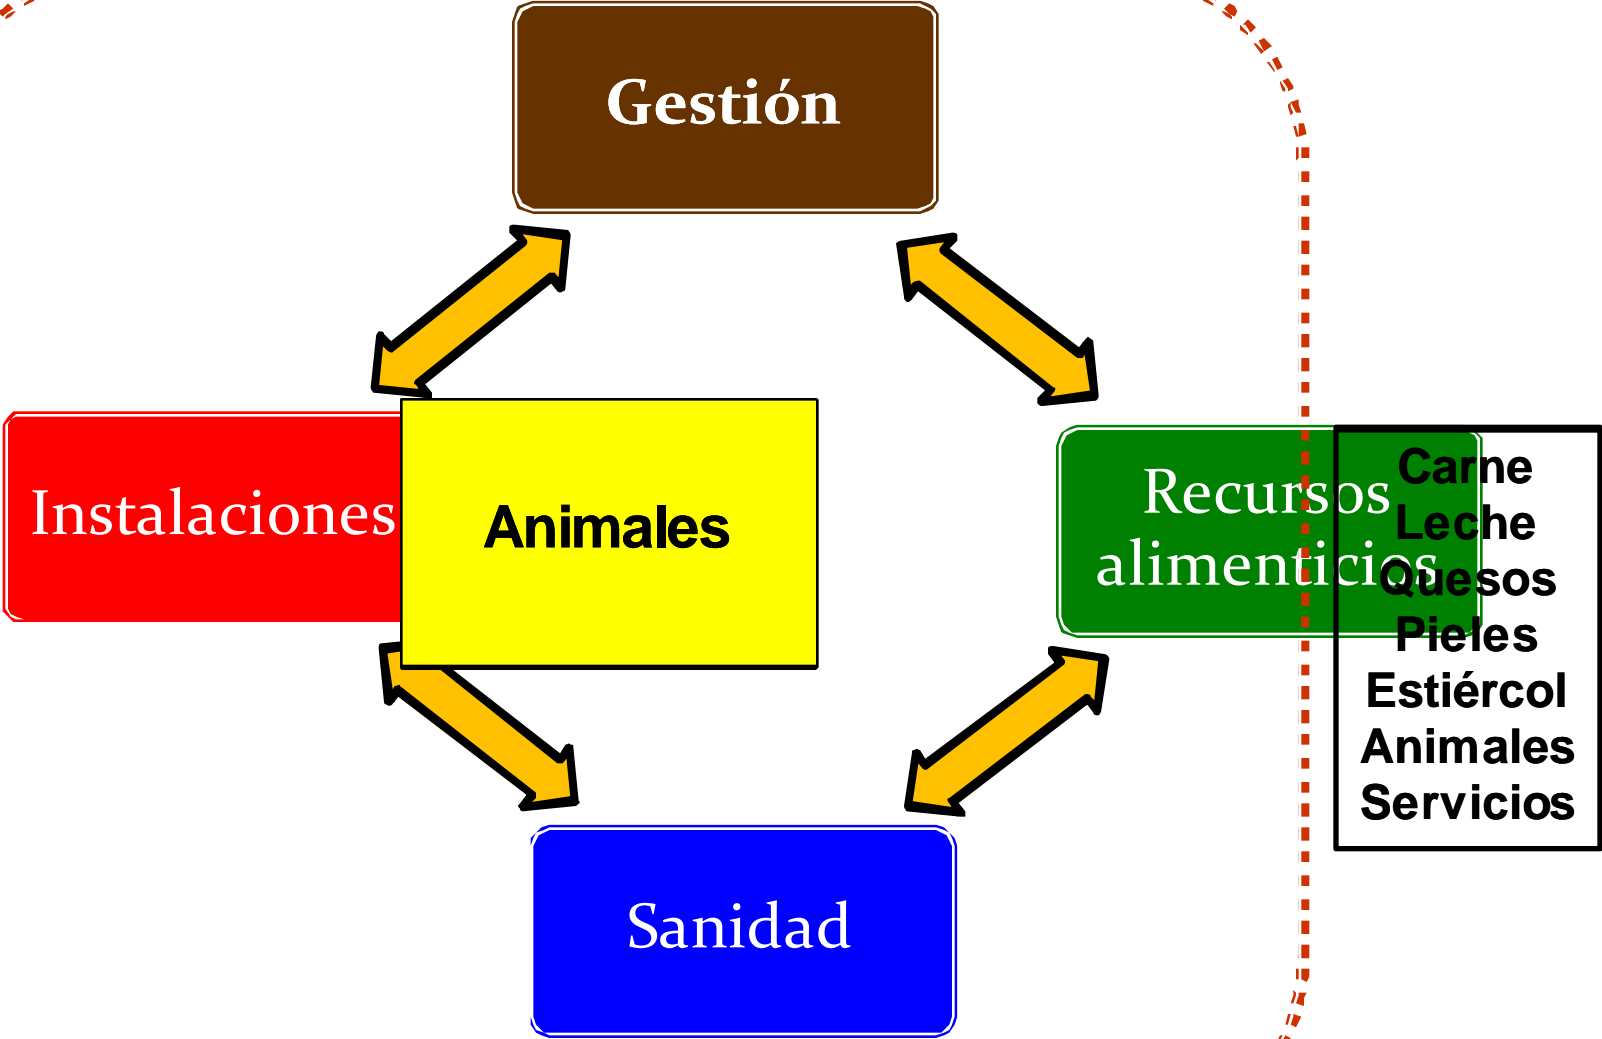 Gestión
Instalaciones
Animales
Recursos
alimenticios
Carne
Leche
Quesos
Pieles
Estiércol
Animales
Servicios
Sanidad